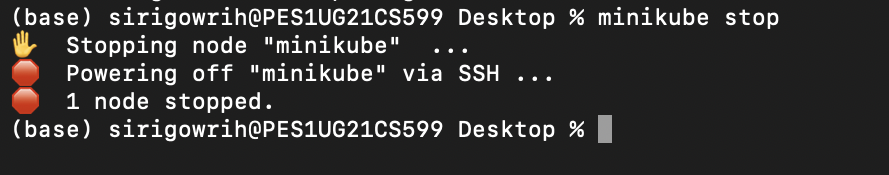 (base) sirigowrih@PES1UG21CS599 Desktop % minikube stop
✋  Stopping node "minikube"  ...
🛑  Powering off "minikube" via SSH ...
🛑  1 node stopped.
(base) sirigowrih@PES1UG21CS599 Desktop %